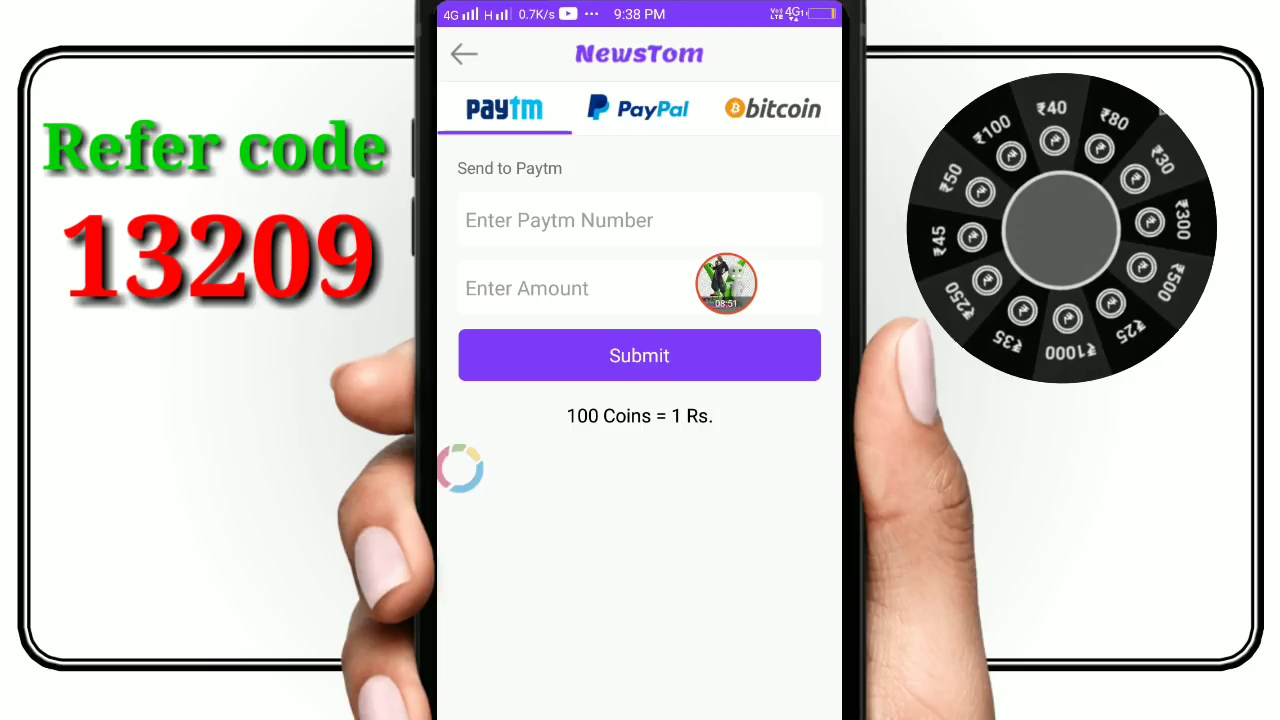 4G H 0.7K/s ... 9:38 PM VoLTE 4G1
NewsTom
Paytm PayPal bitcoin
Send to Paytm
Enter Paytm Number
Enter Amount
08:51
Submit
100 Coins = 1 Rs.
Refer code
13209
₹40
₹80
₹30
₹300
₹500
₹25
₹1000
₹35
₹250
₹45
₹50
₹100